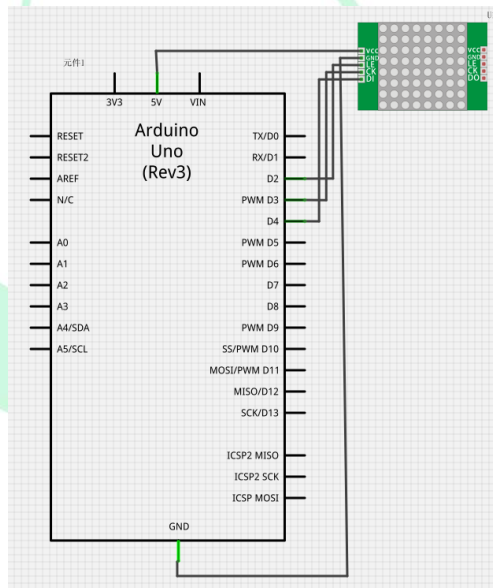 元件1
3V3
5V
VIN
Arduino
Uno
(Rev3)
RESET
RESET2
AREF
N/C
A0
A1
A2
A3
A4/SDA
A5/SCL
TX/D0
RX/D1
D2
PWM D3
D4
PWM D5
PWM D6
D7
D8
PWM D9
SS/PWM D10
MOSI/PWM D11
MISO/D12
SCK/D13
ICSP2 MISO
ICSP2 SCK
ICSP MOSI
GND
VCC
GND
LE
CK
DI
VCC
GND
LE
CK
DO